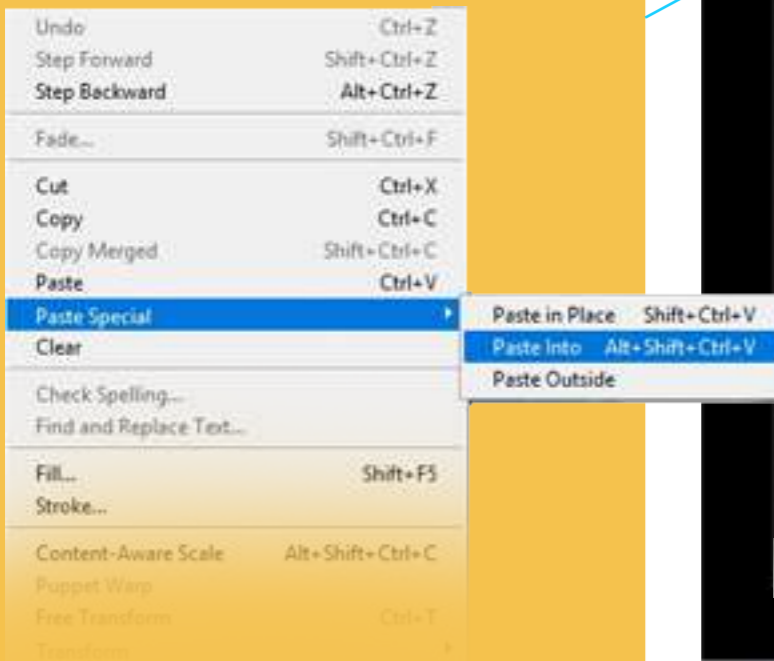 Undo Ctrl+Z
Step Forward Shift+Ctrl+Z
Step Backward Alt+Ctrl+Z
Fade... Shift+Ctrl+F
Cut Ctrl+X
Copy Ctrl+C
Copy Merged Shift+Ctrl+C
Paste Ctrl+V
Paste Special
Paste in Place Shift+Ctrl+V
Paste Into Alt+Shift+Ctrl+V
Paste Outside
Clear
Check Spelling...
Find and Replace Text...
Fill... Shift+F5
Stroke...
Content-Aware Scale Alt+Shift+Ctrl+C
Puppet Warp
Free Transform Ctrl+T
Transform